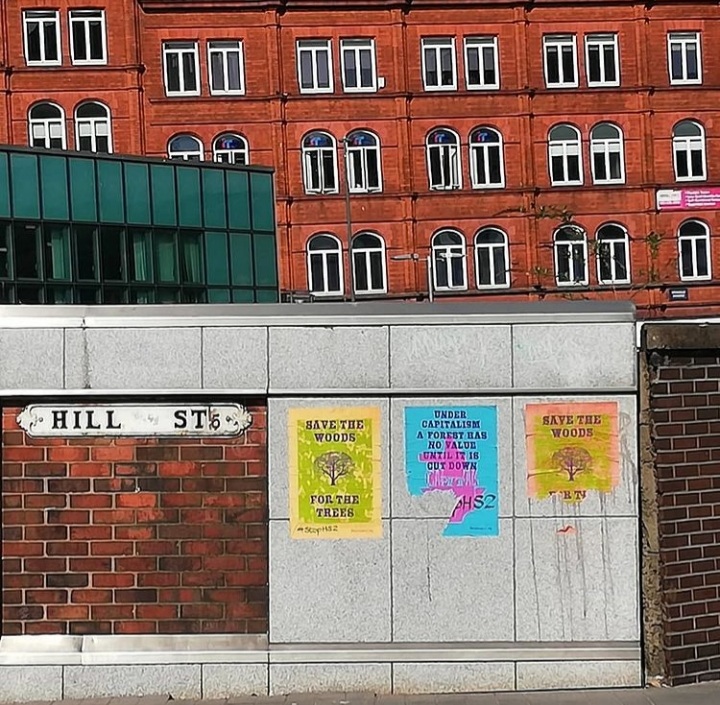 HILL ST 5
SAVE THE
WOODS
FOR THE
TREES
#StopHS2
UNDER
CAPITALISM
A FOREST HAS
NO VALUE
UNTIL IT IS
CUT DOWN
HS2
SAVE THE
WOODS